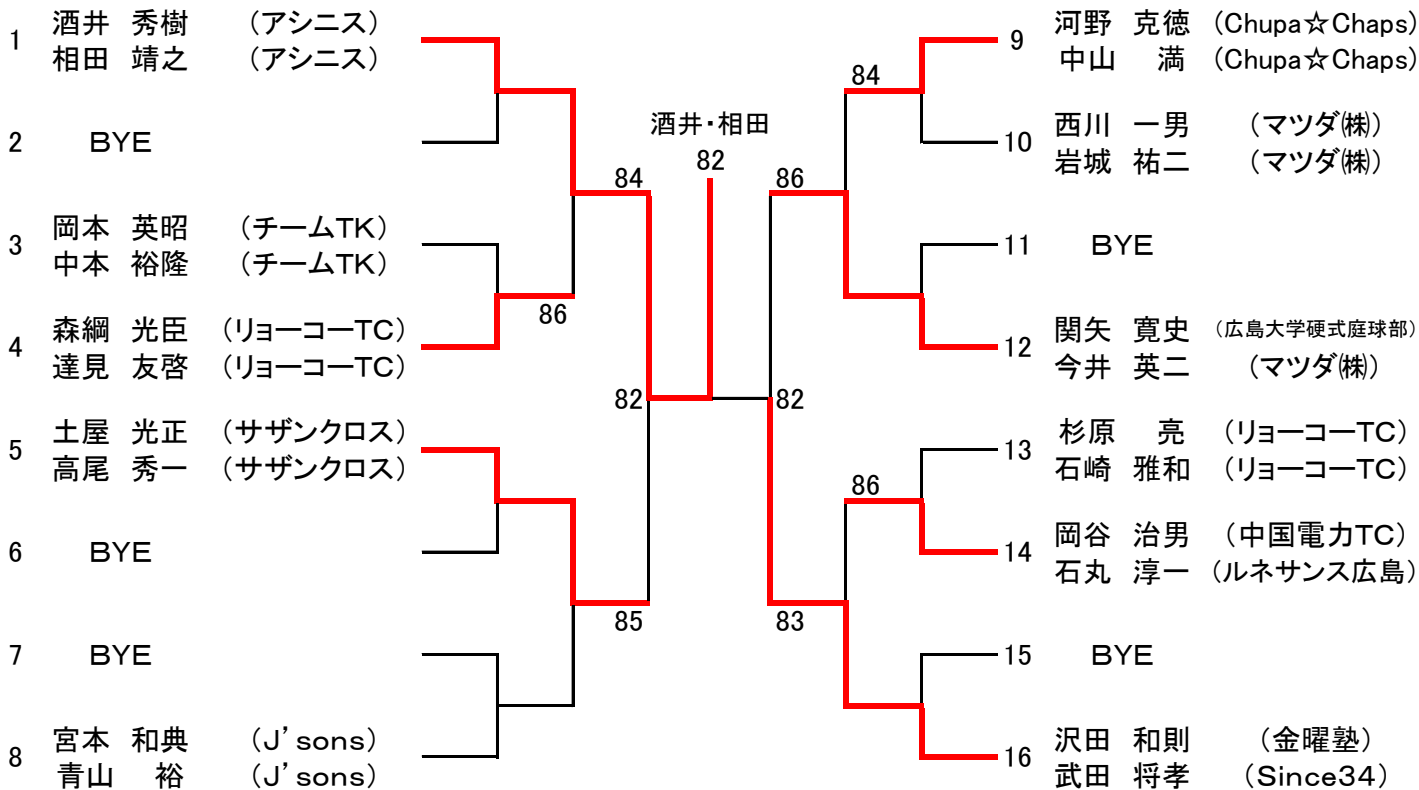 1 酒井 秀樹 (アシニス)
相田 靖之 (アシニス)
2 BYE
3 岡本 英昭 (チームTK)
中本 裕隆 (チームTK)
4 森綱 光臣 (リョーコーTC)
達見 友啓 (リョーコーTC)
5 土屋 光正 (サザンクロス)
高尾 秀一 (サザンクロス)
6 BYE
7 BYE
8 宮本 和典 (J'sons)
青山 裕 (J'sons)
84
86
82
85
酒井・相田
82
84
86
82
86
83
9 河野 克徳 (Chupa☆Chaps)
中山 満 (Chupa☆Chaps)
10 西川 一男 (マツダ㈱)
岩城 祐二 (マツダ㈱)
11 BYE
12 関矢 寛史 (広島大学硬式庭球部)
今井 英二 (マツダ㈱)
13 杉原 亮 (リョーコーTC)
石崎 雅和 (リョーコーTC)
14 岡谷 治男 (中国電力TC)
石丸 淳一 (ルネサンス広島)
15 BYE
16 沢田 和則 (金曜塾)
武田 将孝 (Since34)